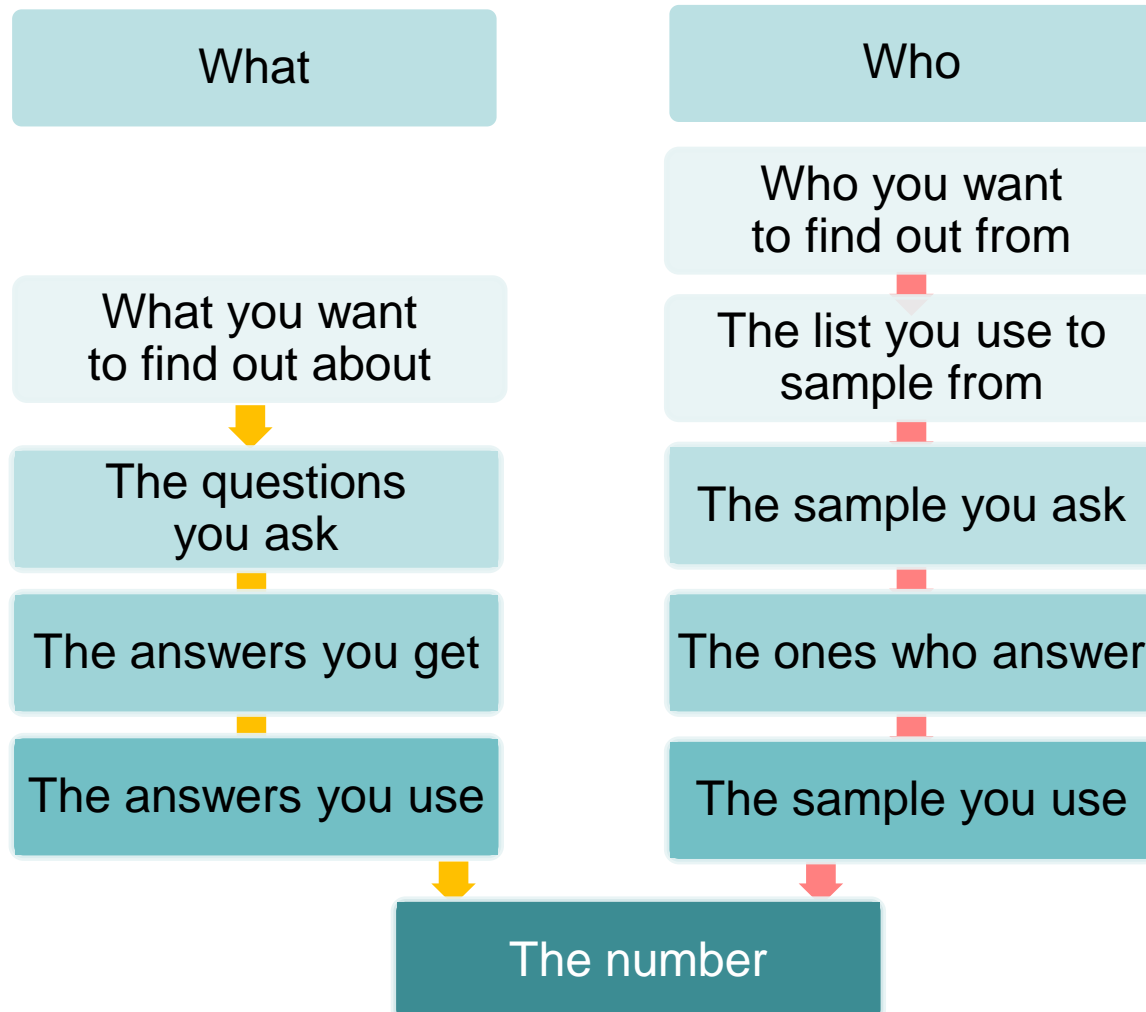 What
What you want
to find out about
The questions
you ask
The answers you get
The answers you use
Who
Who you want
to find out from
The list you use to
sample from
The sample you ask
The ones who answer
The sample you use
The number